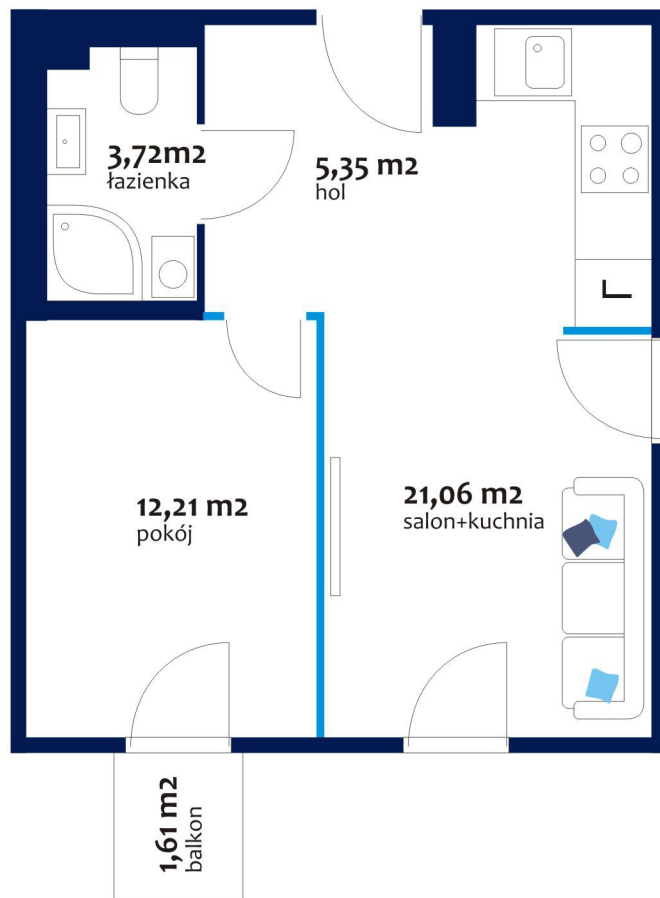 3,72m2
łazienka
5,35 m2
hol
L
12,21 m2
pokój
21,06 m2
salon+kuchnia
1,61 m2
balkon